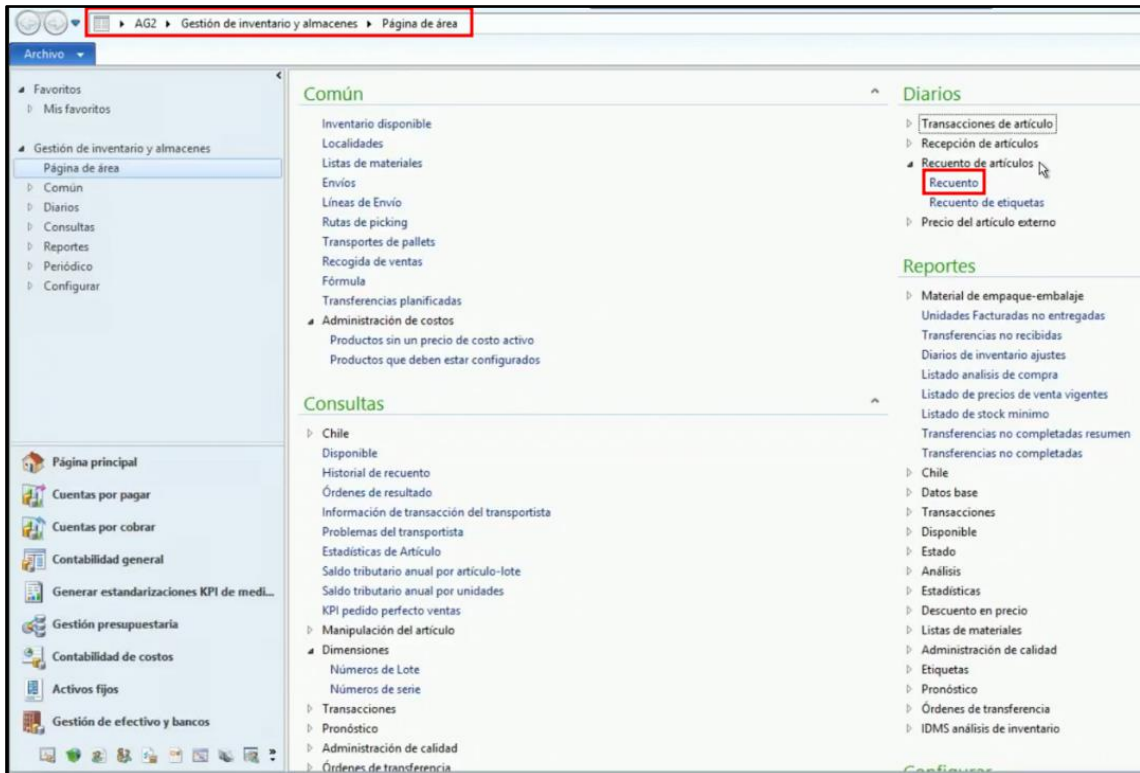 AG2 Gestión de inventario y almacenes Página de área
Archivo
Favoritos
Mis favoritos
Gestión de inventario y almacenes
Página de área
Común
Diarios
Consultas
Reportes
Periódico
Configurar
Página principal
Cuentas por pagar
Cuentas por cobrar
Contabilidad general
Generar estandarizaciones KPI de medi...
Gestión presupuestaria
Contabilidad de costos
Activos fijos
Gestión de efectivo y bancos
Común
Inventario disponible
Localidades
Listas de materiales
Envíos
Líneas de Envío
Rutas de picking
Transportes de pallets
Recogida de ventas
Fórmula
Transferencias planificadas
Administración de costos
Productos sin un precio de costo activo
Productos que deben estar configurados
Consultas
Chile
Disponible
Historial de recuento
Órdenes de resultado
Información de transacción del transportista
Problemas del transportista
Estadísticas de Artículo
Saldo tributario anual por artículo-lote
Saldo tributario anual por unidades
KPI pedido perfecto ventas
Manipulación del artículo
Dimensiones
Números de Lote
Números de serie
Transacciones
Pronóstico
Administración de calidad
Órdenes de transferencia
Diarios
Transacciones de artículo
Recepción de artículos
Recuento de artículos
Recuento
Recuento de etiquetas
Precio del artículo externo
Reportes
Material de empaque-embalaje
Unidades Facturadas no entregadas
Transferencias no recibidas
Diarios de inventario ajustes
Listado analisis de compra
Listado de precios de venta vigentes
Listado de stock minimo
Transferencias no completadas resumen
Transferencias no completadas
Chile
Datos base
Transacciones
Disponible
Estado
Análisis
Estadísticas
Descuento en precio
Listas de materiales
Administración de calidad
Etiquetas
Pronóstico
Órdenes de transferencia
IDMS análisis de inventario
Configurar